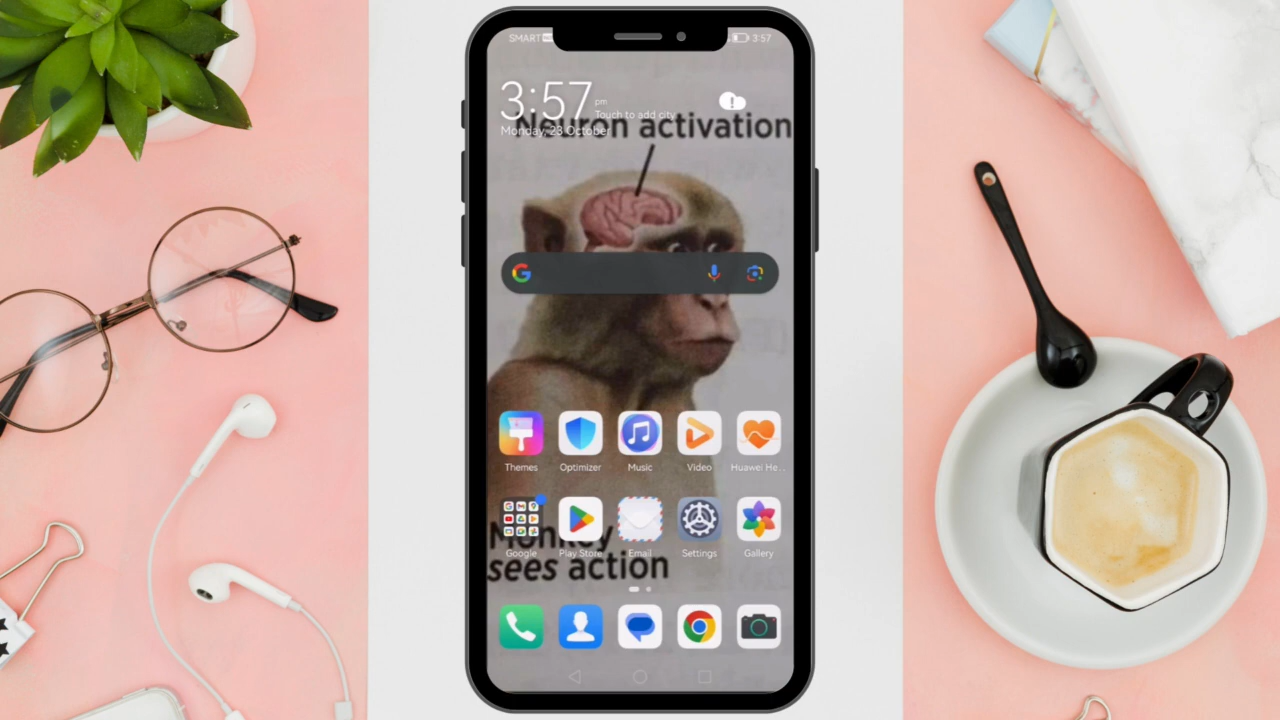 SMART
3:57
3:57
pm
Touch to add city
Monday, 23 October
Neuron activation
Themes
Optimizer
Music
Video
Huawei He...
Google
Play Store
Email
Settings
Gallery
Monkey
sees action